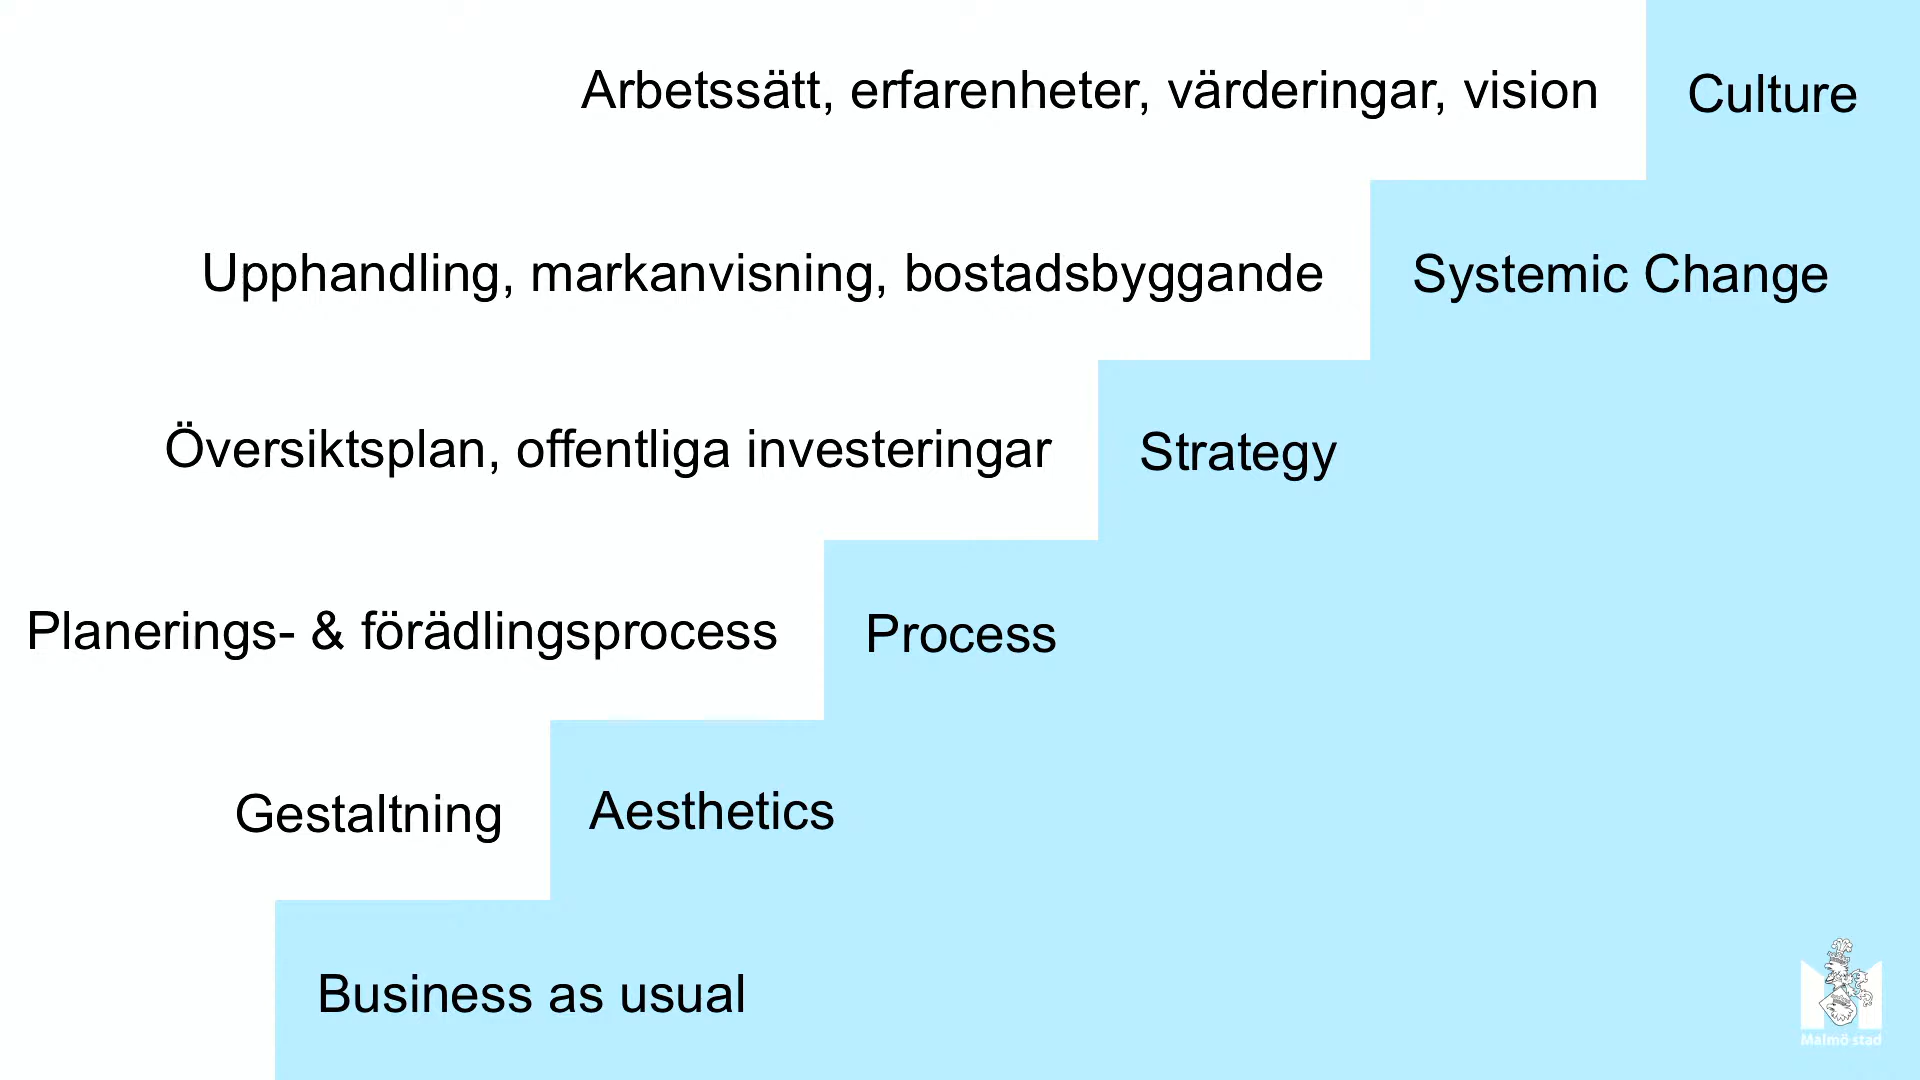 Arbetssätt, erfarenheter, värderingar, vision
Culture
Upphandling, markanvisning, bostadsbyggande
Systemic Change
Översiktsplan, offentliga investeringar
Strategy
Planerings- & förädlingsprocess
Process
Gestaltning
Aesthetics
Business as usual
Malmö stad